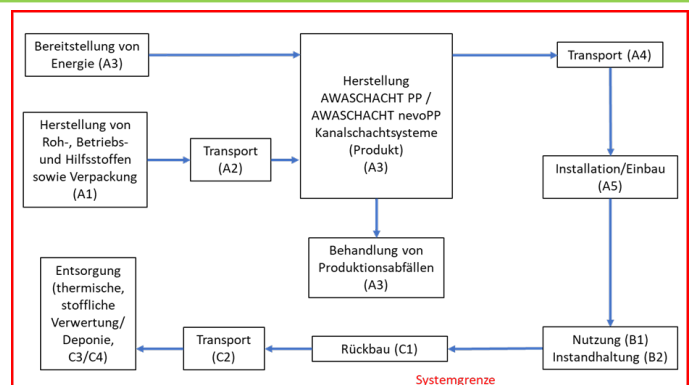 Bereitstellung von
Energie (A3)
Herstellung
AWASCHACHT PP /
AWASCHACHT nevoPP
Kanalschachtsysteme
(Produkt)
(A3)
Transport (A4)
Herstellung von
Roh-, Betriebs-
und Hilfsstoffen
sowie Verpackung
(A1)
Transport
(A2)
Installation/Einbau
(A5)
Behandlung von
Produktionsabfällen
(A3)
Entsorgung
(thermische,
stoffliche
Verwertung/
Deponie,
C3/C4)
Transport
(C2)
Rückbau (C1)
Nutzung (B1)
Instandhaltung (B2)
Systemgrenze